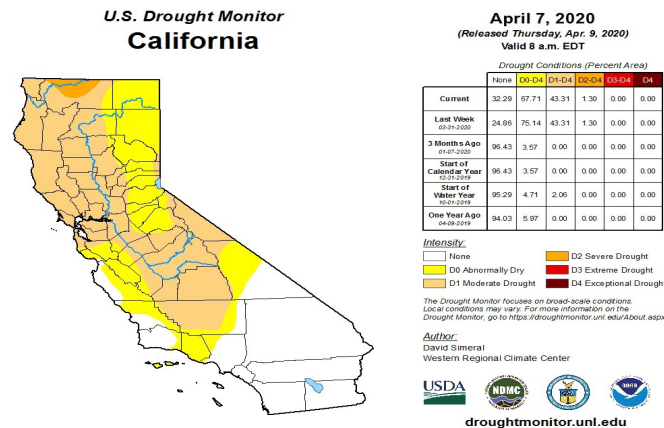 U.S. Drought Monitor
California
April 7, 2020
(Released Thursday, Apr. 9, 2020)
Valid 8 a.m. EDT
Drought Conditions (Percent Area)
None D0-D4 D1-D4 D2-D4 D3-D4 D4
Current 32.29 67.71 43.31 1.30 0.00 0.00
Last Week
03-31-2020 24.86 75.14 43.31 1.30 0.00 0.00
3 Months Ago
01-07-2020 96.43 3.57 0.00 0.00 0.00 0.00
Start of
Calendar Year
12-31-2019 96.43 3.57 0.00 0.00 0.00 0.00
Start of
Water Year
10-01-2019 95.29 4.71 2.06 0.00 0.00 0.00
One Year Ago
04-09-2019 94.03 5.97 0.00 0.00 0.00 0.00
Intensity:
None
D0 Abnormally Dry
D1 Moderate Drought
D2 Severe Drought
D3 Extreme Drought
D4 Exceptional Drought
The Drought Monitor focuses on broad-scale conditions.
Local conditions may vary. For more information on the
Drought Monitor, go to https://droughtmonitor.unl.edu/About.aspx
Author:
David Simeral
Western Regional Climate Center
USDA
NDMC
NOAA
droughtmonitor.unl.edu